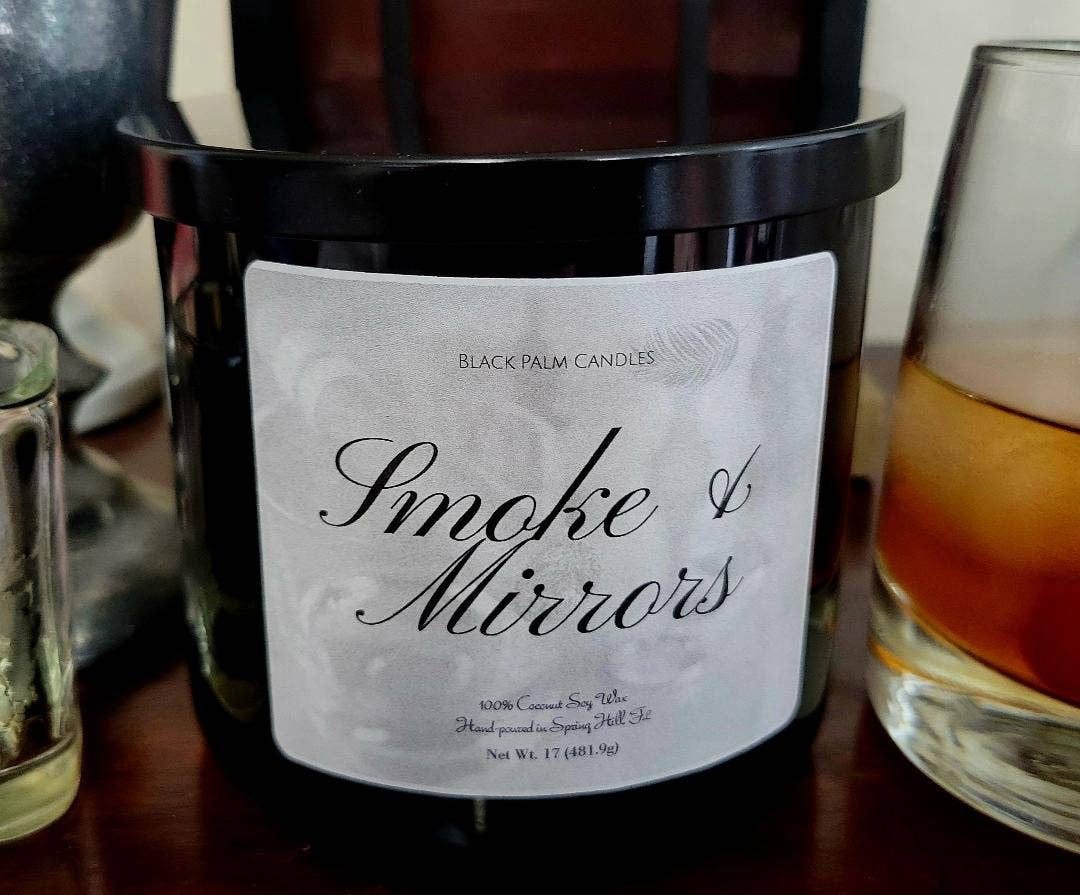 BLACK PALM CANDLES
Smoke &
Mirrors
100% Coconut Soy Wax
Hand-poured in Spring Hill FL
Net Wt. 17 (481.9g)